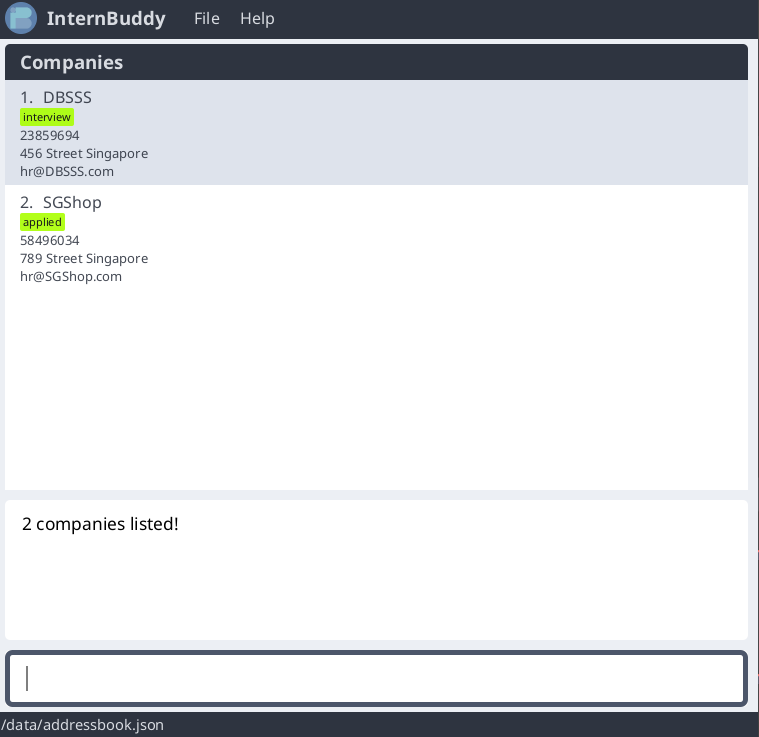 InternBuddy File Help
Companies
1. DBSSS
interview
23859694
456 Street Singapore
hr@DBSSS.com
2. SGShop
applied
58496034
789 Street Singapore
hr@SGShop.com
2 companies listed!
/data/addressbook.json